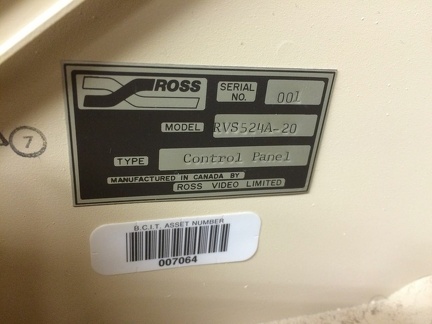 ROSS
SERIAL NO. 001
MODEL RVS524A-20
TYPE Control Panel
MANUFACTURED IN CANADA BY
ROSS VIDEO LIMITED
7
B.C.I.T. ASSET NUMBER
007064